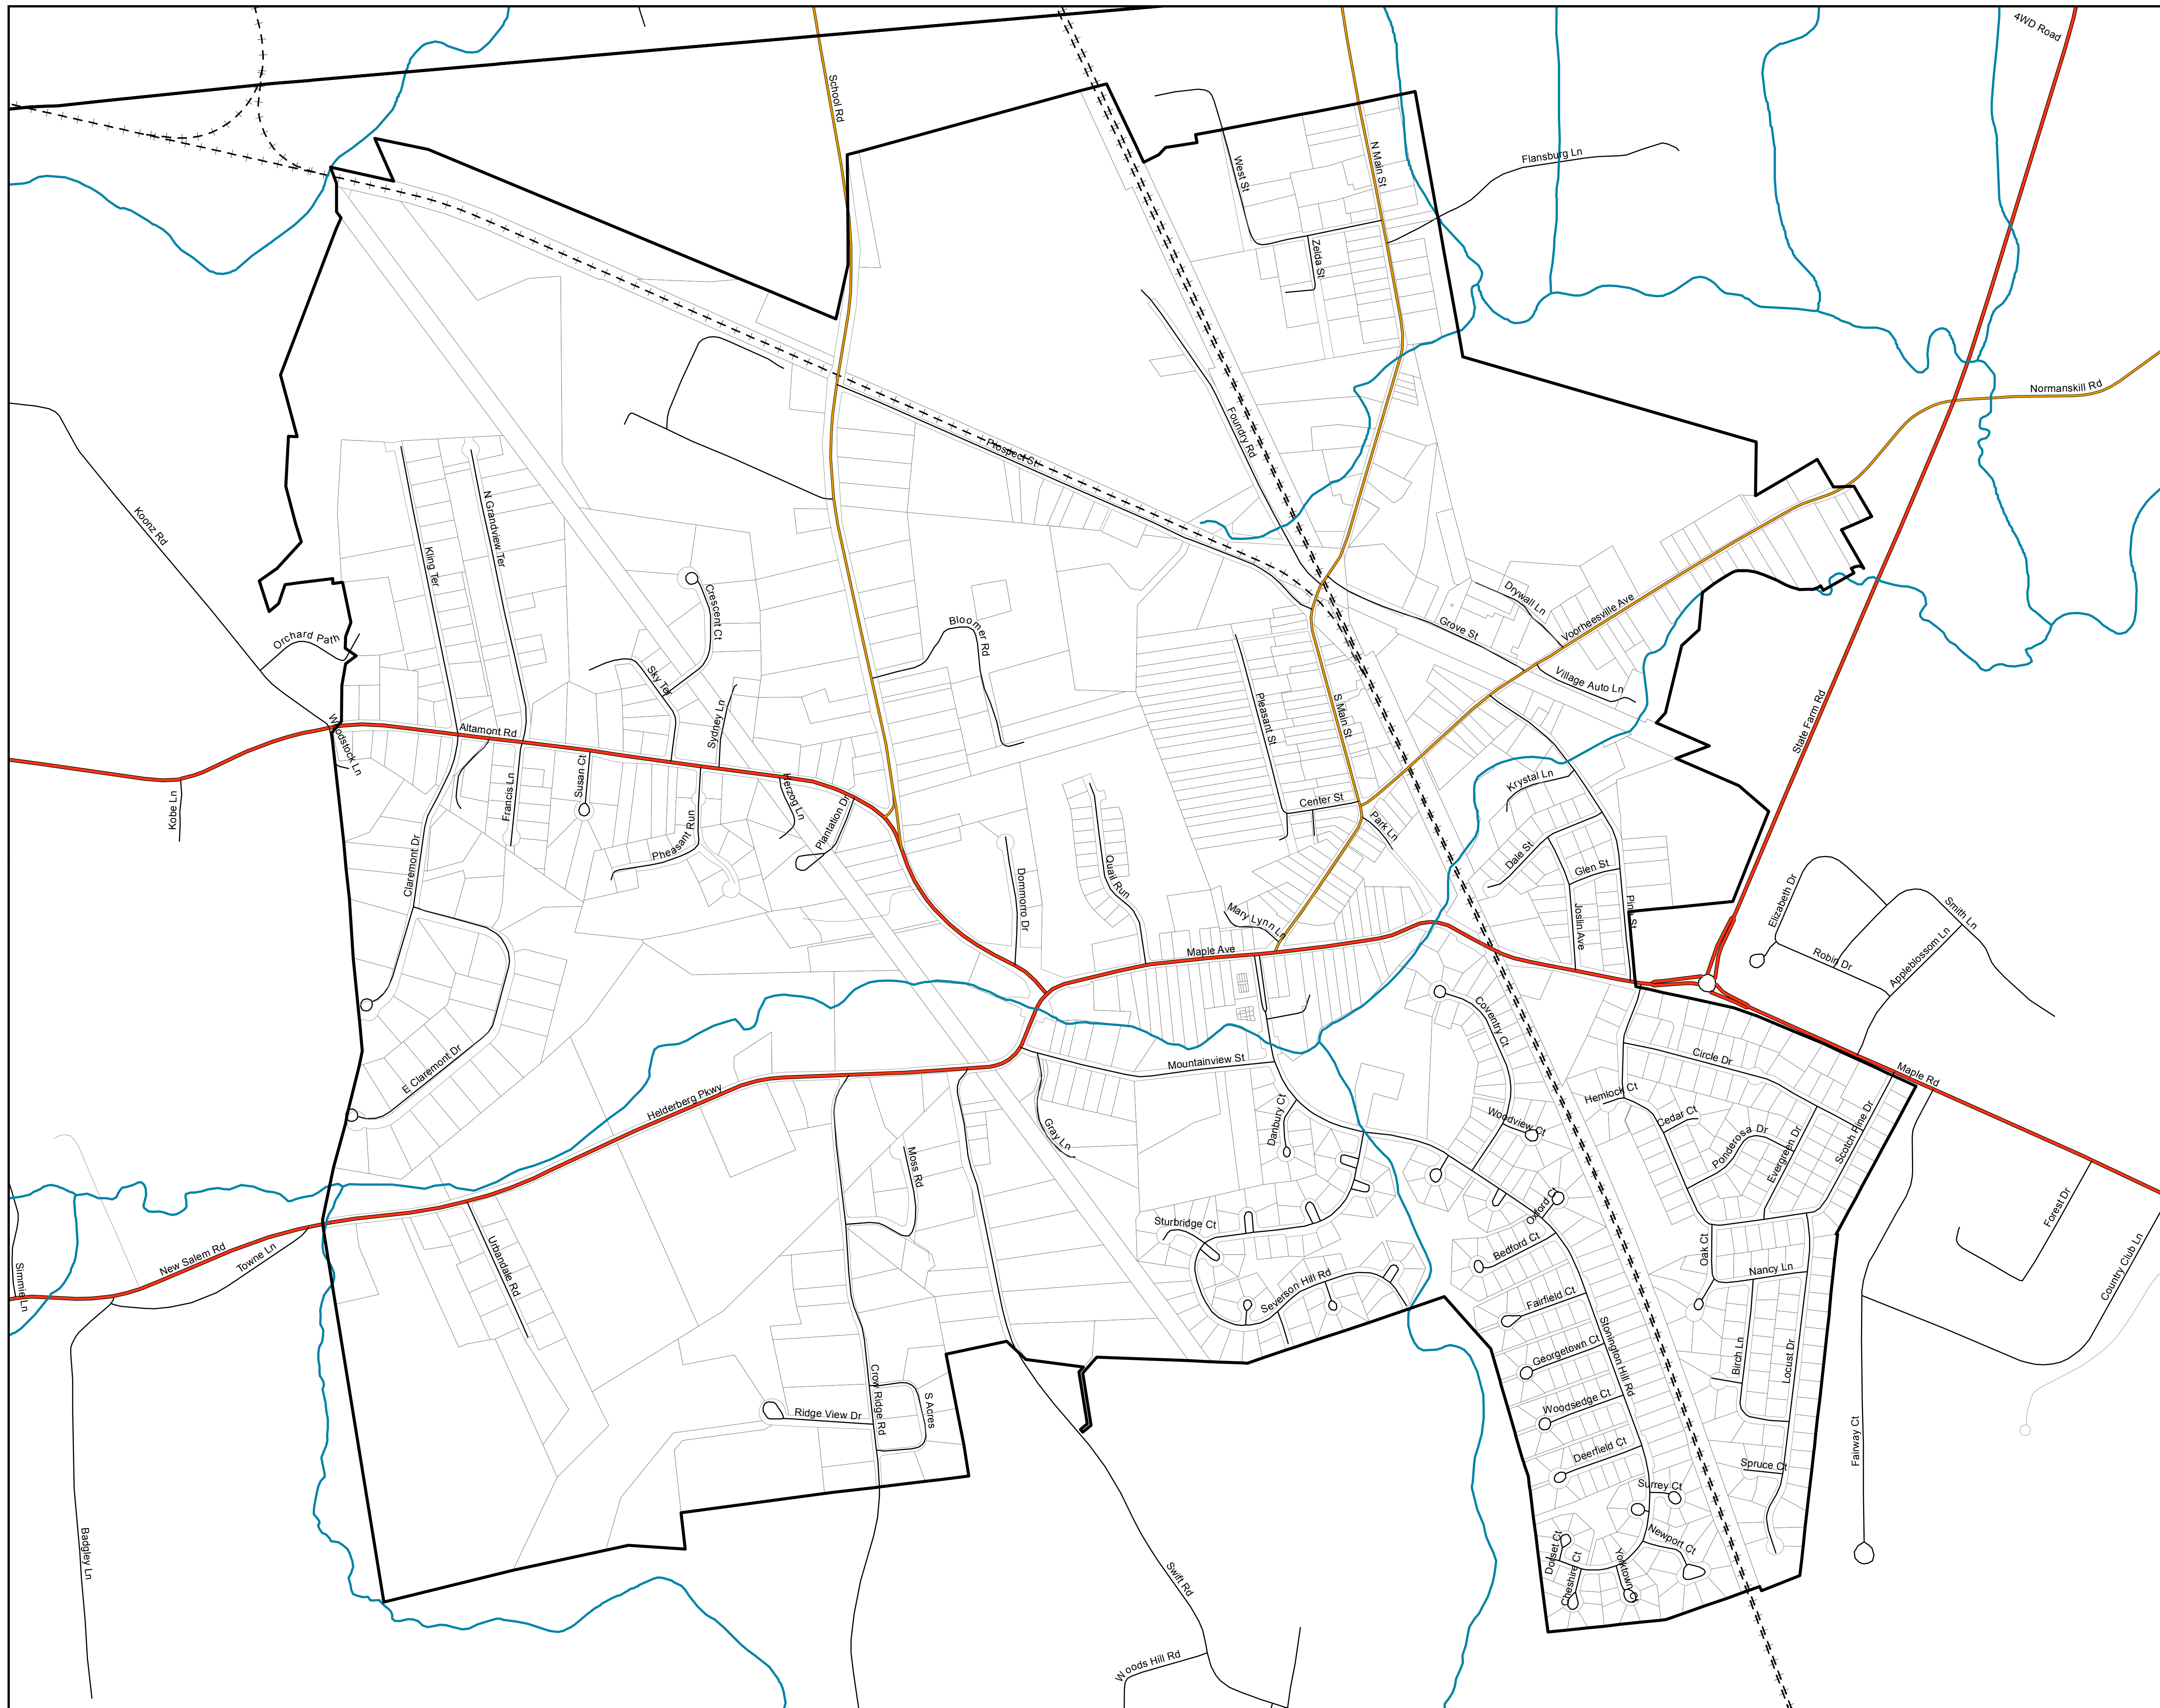 4WD Road
School Rd
N Main St
West St
Flansburg Ln
Zelda St
Normanskill Rd
Foundry Rd
Prospect St
Koonz Rd
N Grandview Ter
Kling Ter
Crescent Ct
Drywall Ln
Voorheesville Ave
Bloomer Rd
Grove St
Orchard Path
Sky Ter
Village Auto Ln
Pleasant St
S Main St
Sydney Ln
State Farm Rd
Woodstock Ln
Altamont Rd
Susan Ct
Herzog Ln
Krystal Ln
Kobe Ln
Francis Ln
Center St
Plantation Dr
Park Ln
Pheasant Run
Dale St
Claremont Dr
Glen St
Quail Run
Dommorro Dr
Elizabeth Dr
Pine St
Smith Ln
Mary Lynn Ln
Joslin Ave
Maple Ave
Robin Dr
Appleblossom Ln
Coventry Ct
E Claremont Dr
Mountainview St
Circle Dr
Maple Rd
Helderberg Pkwy
Hemlock Ct
Gray Ln
Danbury Ct
Woodview Ct
Cedar Ct
Ponderosa Dr
Evergreen Dr
Scotch Pine Dr
Moss Rd
Oxford Ct
Forest Dr
Sturbridge Ct
New Salem Rd
Towne Ln
Urbandale Rd
Bedford Ct
Oak Ct
Nancy Ln
Country Club Ln
Simmie Ln
Severson Hill Rd
Fairfield Ct
Stonington Hill Rd
Georgetown Ct
Birch Ln
Locust Dr
Crow Ridge Rd
S Acres
Ridge View Dr
Woodsedge Ct
Fairway Ct
Deerfield Ct
Spruce Ct
Surrey Ct
Badgley Ln
Newport Ct
Dorset Ct
Cheshire Ct
Yorktown Ct
Swift Rd
Woods Hill Rd